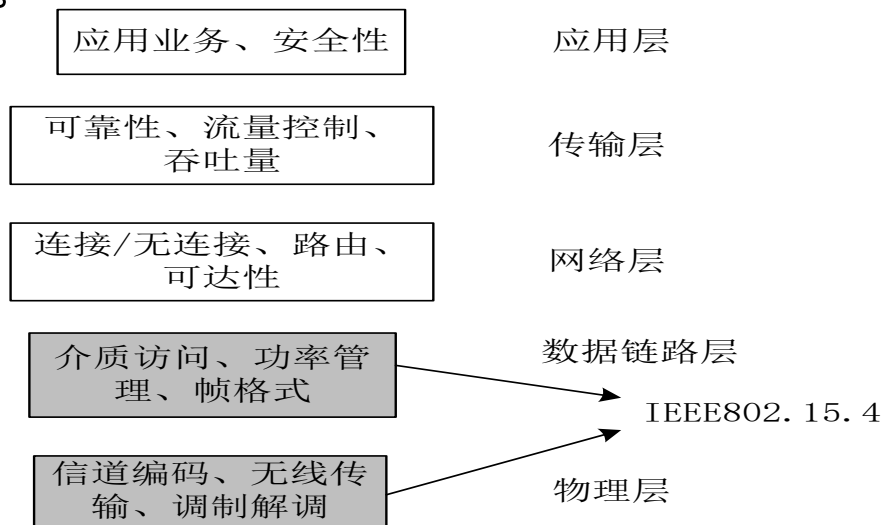 应用业务、安全性
应用层
可靠性、流量控制、
吞吐量
传输层
连接/无连接、路由、
可达性
网络层
介质访问、功率管
理、帧格式
数据链路层
IEEE802.15.4
信道编码、无线传
输、调制解调
物理层